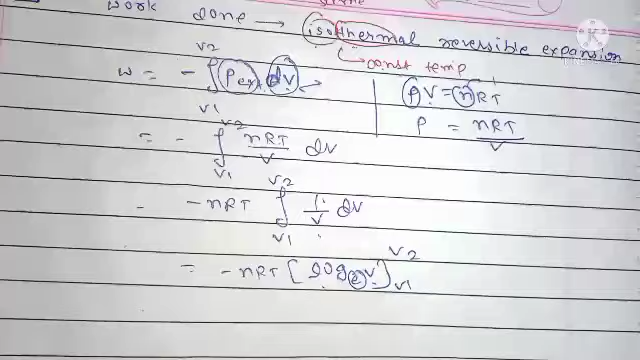 work done → isothermal reversible expansion
const temp
w = - ∫ Pext dv
V2
V1
PV = nRT
P = nRT/V
= - ∫ nRT/V dv
V2
V1
= -nRT ∫ 1/V dv
V2
V1
= -nRT [loge v]
V2
V1